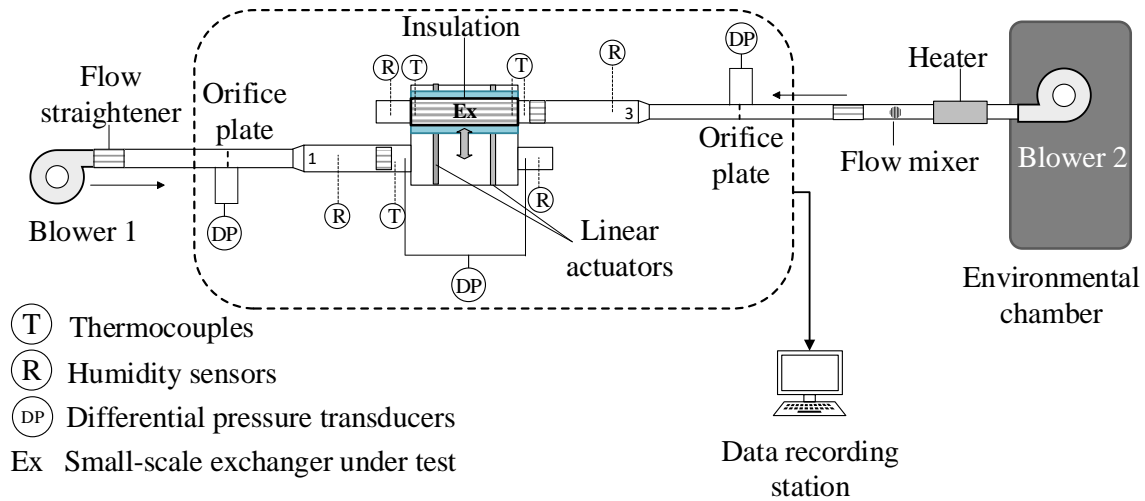 Insulation
DP
Heater
Flow
straightener
Orifice
plate
R
T
T
R
Ex
3
1
Orifice
plate
Flow mixer
Blower 2
Blower 1
DP
R
T
R
Linear
actuators
DP
Environmental
chamber
T Thermocouples
R Humidity sensors
DP Differential pressure transducers
Ex Small-scale exchanger under test
Data recording
station